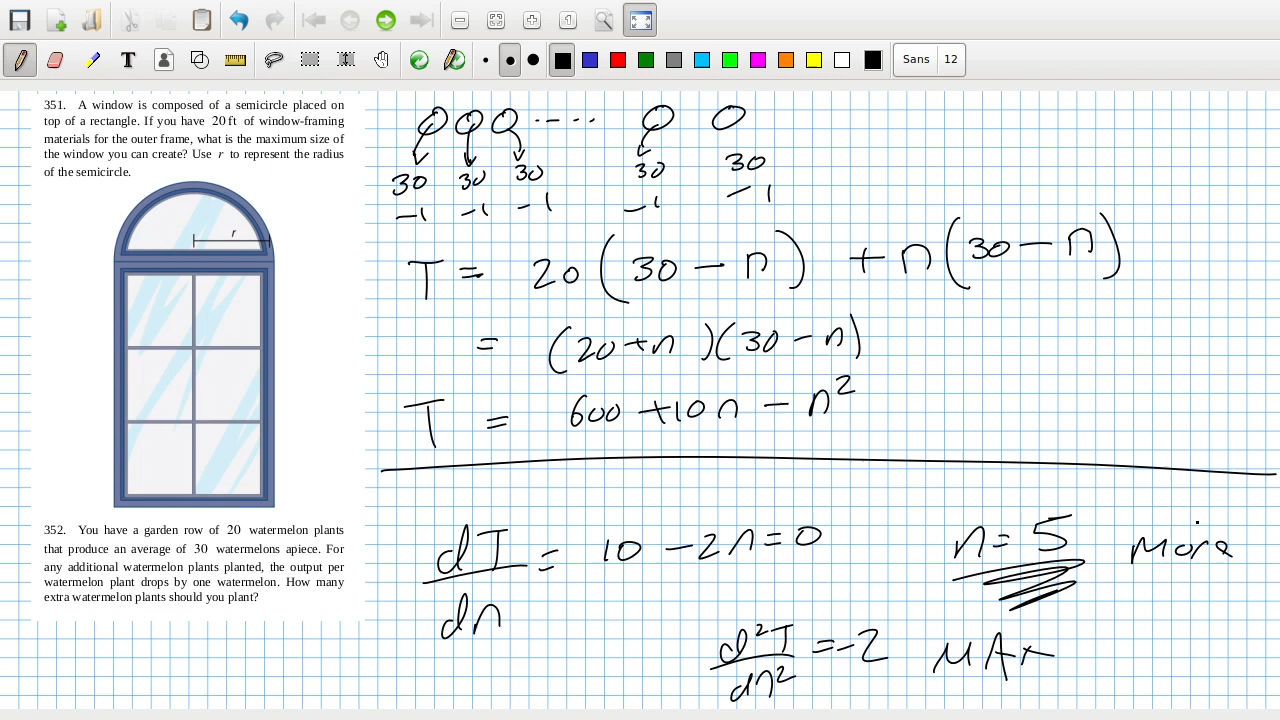 Sans 12
351. A window is composed of a semicircle placed on
top of a rectangle. If you have 20 ft of window-framing
materials for the outer frame, what is the maximum size of
the window you can create? Use r to represent the radius
of the semicircle.
r
352. You have a garden row of 20 watermelon plants
that produce an average of 30 watermelons apiece. For
any additional watermelon plants planted, the output per
watermelon plant drops by one watermelon. How many
extra watermelon plants should you plant?
30 30 30 30 30
-1 -1 -1 -1 -1
T = 20(30 - n) + n(30 - n)
= (20+n)(30-n)
T = 600 + 10n - n²
dT/dn = 10 - 2n = 0 n = 5 more
d²T/dn² = -2 MAX